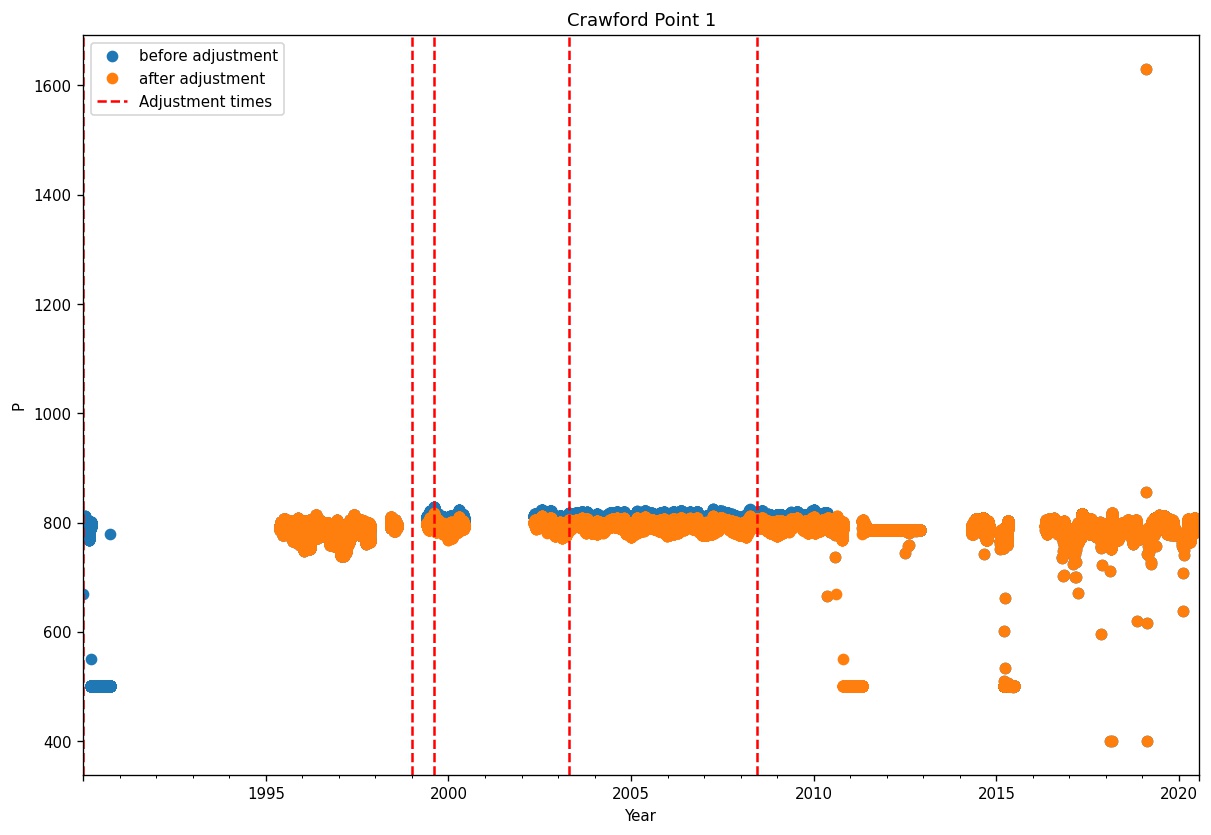 Crawford Point 1
before adjustment
after adjustment
Adjustment times
1600
1400
1200
1000
800
600
400
P
1995 2000 2005 2010 2015 2020
Year